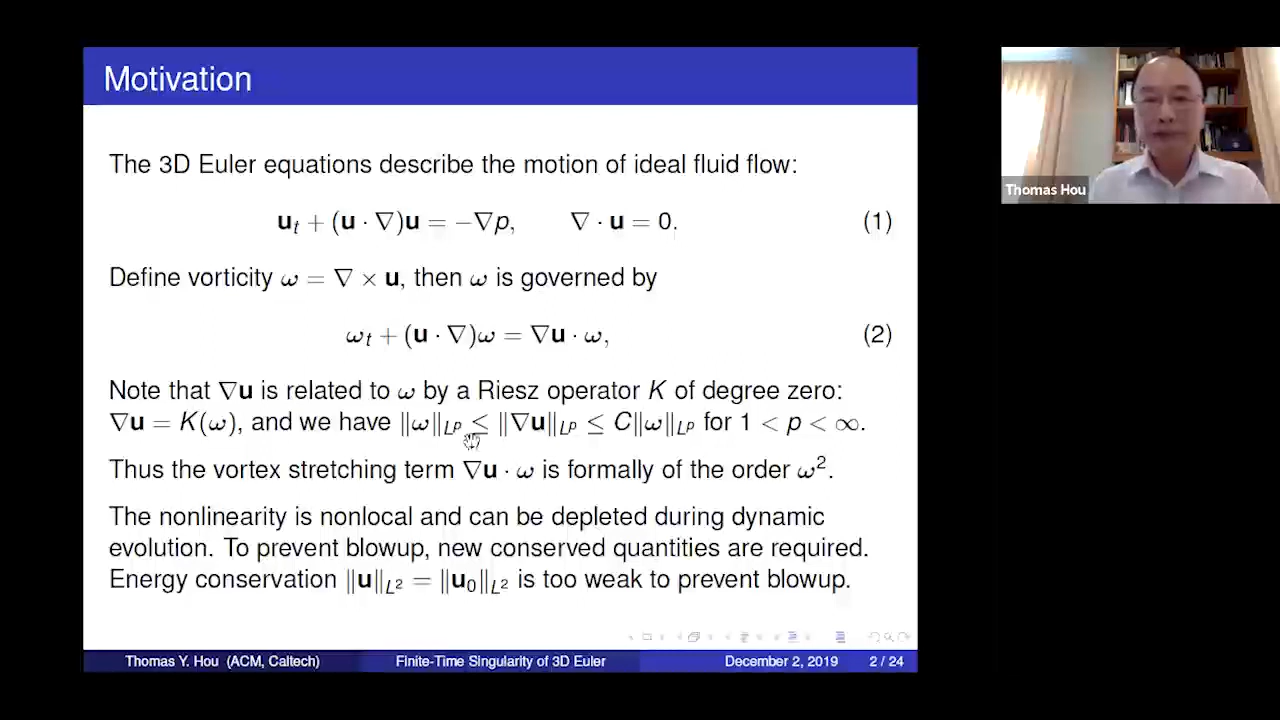 Motivation
The 3D Euler equations describe the motion of ideal fluid flow:
𝐮ₜ + (𝐮 · ∇)𝐮 = −∇p, ∇ · 𝐮 = 0. (1)
Define vorticity ω = ∇ × 𝐮, then ω is governed by
ωₜ + (𝐮 · ∇)ω = ∇𝐮 · ω, (2)
Note that ∇𝐮 is related to ω by a Riesz operator K of degree zero:
∇𝐮 = K(ω), and we have ‖ω‖_{L^p} ≤ ‖∇𝐮‖_{L^p} ≤ C‖ω‖_{L^p} for 1 < p < ∞.
Thus the vortex stretching term ∇𝐮 · ω is formally of the order ω².
The nonlinearity is nonlocal and can be depleted during dynamic
evolution. To prevent blowup, new conserved quantities are required.
Energy conservation ‖𝐮‖_{L²} = ‖𝐮₀‖_{L²} is too weak to prevent blowup.
Thomas Y. Hou (ACM, Caltech) Finite-Time Singularity of 3D Euler December 2, 2019 2 / 24
Thomas Hou